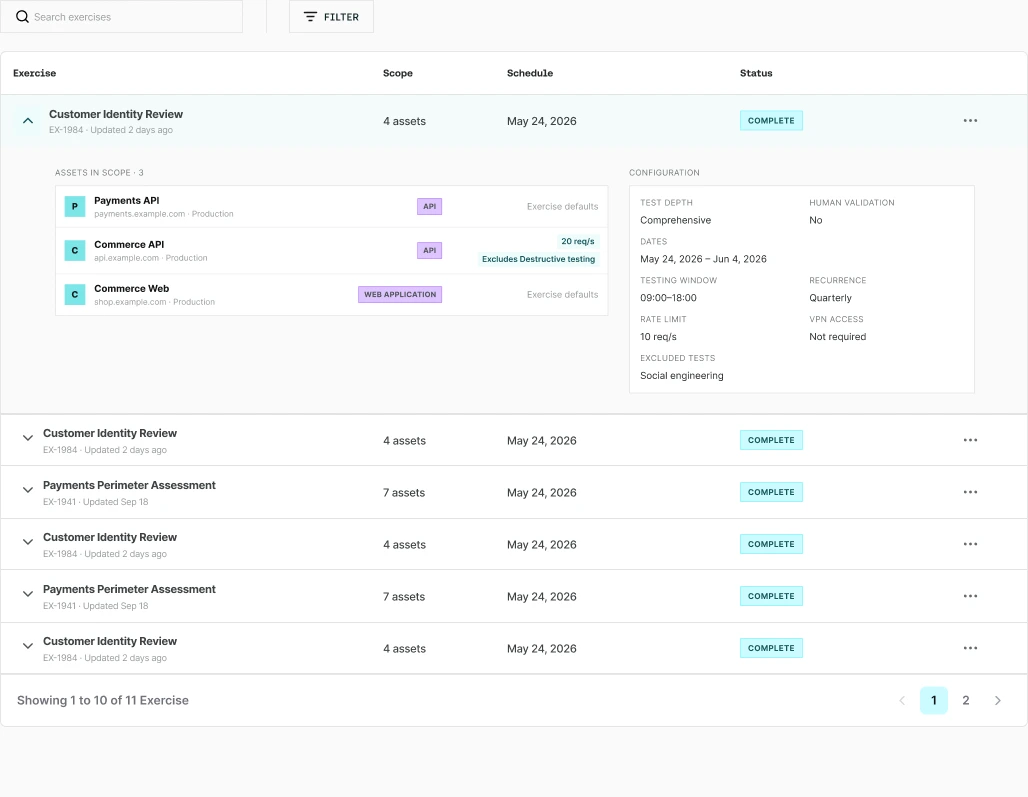 Search exercises
FILTER
Exercise Scope Schedule Status
Customer Identity Review
EX-1984 · Updated 2 days ago
4 assets May 24, 2026 COMPLETE
ASSETS IN SCOPE · 3
P Payments API
payments.example.com · Production
API
Exercise defaults
C Commerce API
api.example.com · Production
API
20 req/s
Excludes Destructive testing
C Commerce Web
shop.example.com · Production
WEB APPLICATION
Exercise defaults
CONFIGURATION
TEST DEPTH HUMAN VALIDATION
Comprehensive No
DATES
May 24, 2026 – Jun 4, 2026
TESTING WINDOW RECURRENCE
09:00–18:00 Quarterly
RATE LIMIT VPN ACCESS
10 req/s Not required
EXCLUDED TESTS
Social engineering
Customer Identity Review
EX-1984 · Updated 2 days ago
4 assets May 24, 2026 COMPLETE
Payments Perimeter Assessment
EX-1941 · Updated Sep 18
7 assets May 24, 2026 COMPLETE
Customer Identity Review
EX-1984 · Updated 2 days ago
4 assets May 24, 2026 COMPLETE
Payments Perimeter Assessment
EX-1941 · Updated Sep 18
7 assets May 24, 2026 COMPLETE
Customer Identity Review
EX-1984 · Updated 2 days ago
4 assets May 24, 2026 COMPLETE
Showing 1 to 10 of 11 Exercise
1 2